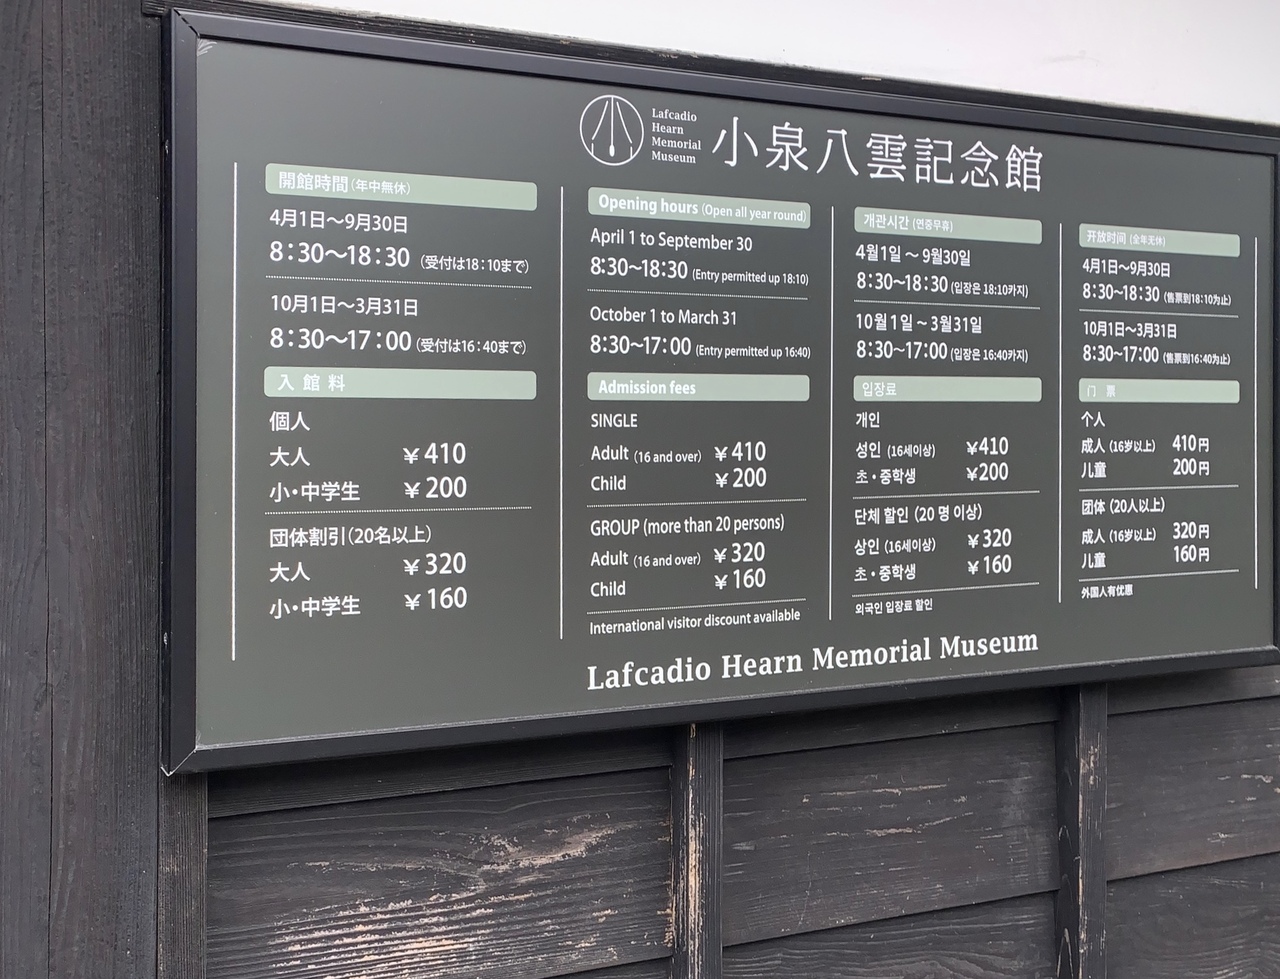 Lafcadio
Hearn
Memorial
Museum
小泉八雲記念館
開館時間(年中無休)
4月1日〜9月30日
8:30〜18:30 (受付は18:10まで)
10月1日〜3月31日
8:30〜17:00 (受付は16:40まで)
入館料
個人
大人 ¥410
小・中学生 ¥200
団体割引(20名以上)
大人 ¥320
小・中学生 ¥160
Opening hours (Open all year round)
April 1 to September 30
8:30~18:30 (Entry permitted up 18:10)
October 1 to March 31
8:30~17:00 (Entry permitted up 16:40)
Admission fees
SINGLE
Adult (16 and over) ¥410
Child ¥200
GROUP (more than 20 persons)
Adult (16 and over) ¥320
Child ¥160
International visitor discount available
개관시간 (연중무휴)
4월1일 ~ 9월30일
8:30~18:30 (입장은 18:10까지)
10월1일 ~ 3월31일
8:30~17:00 (입장은 16:40까지)
입장료
개인
성인 (16세이상) ¥410
초・중학생 ¥200
단체 할인 (20 명 이상)
상인 (16세이상) ¥320
초・중학생 ¥160
외국인 입장료 할인
开放时间 (全年无休)
4月1日~9月30日
8:30~18:30 (售票到18:10为止)
10月1日~3月31日
8:30~17:00 (售票到16:40为止)
门 票
个人
成人 (16岁以上) 410円
儿童 200円
团体 (20人以上)
成人 (16岁以上) 320円
儿童 160円
外国人有优惠
Lafcadio Hearn Memorial Museum